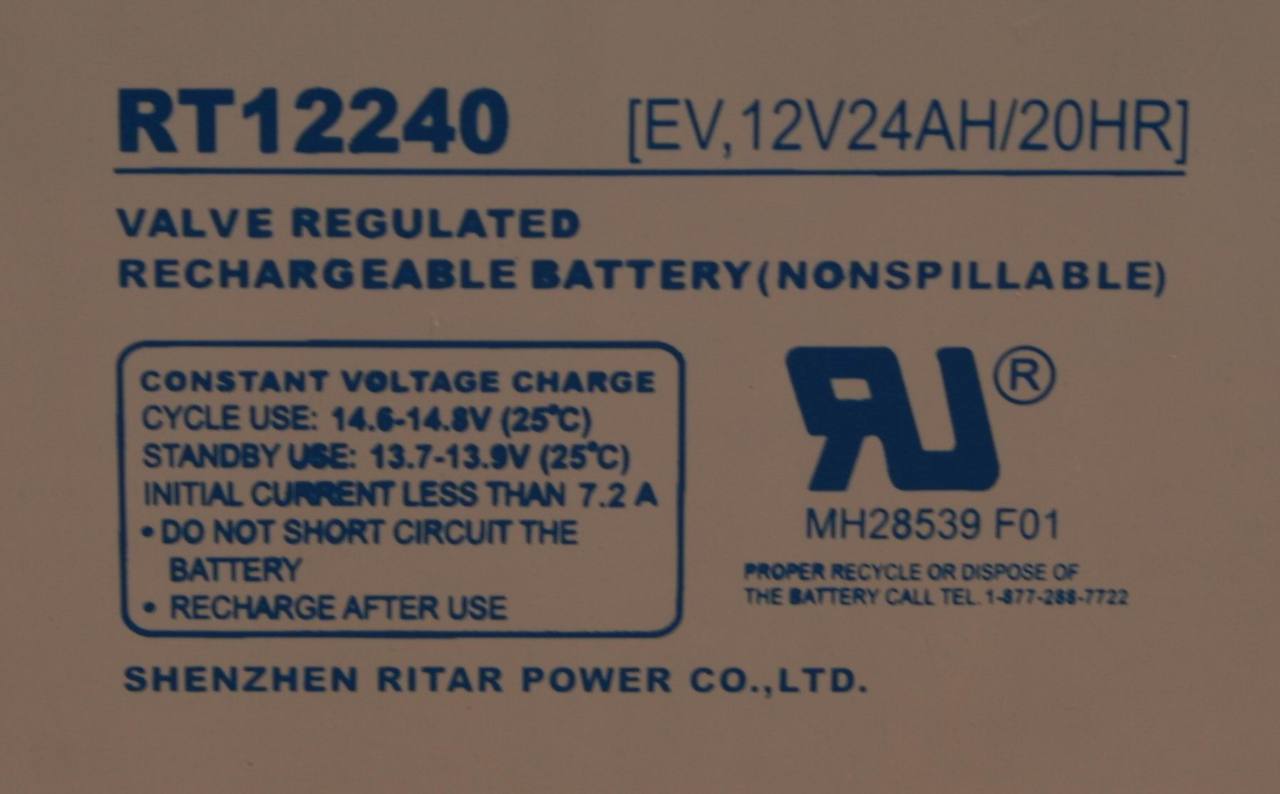 RT12240 [EV,12V24AH/20HR]
VALVE REGULATED
RECHARGEABLE BATTERY(NONSPILLABLE)
CONSTANT VOLTAGE CHARGE
CYCLE USE: 14.6-14.8V (25°C)
STANDBY USE: 13.7-13.9V (25°C)
INITIAL CURRENT LESS THAN 7.2 A
• DO NOT SHORT CIRCUIT THE
BATTERY
• RECHARGE AFTER USE
RU®
MH28539 F01
PROPER RECYCLE OR DISPOSE OF
THE BATTERY CALL TEL. 1-877-288-7722
SHENZHEN RITAR POWER CO.,LTD.